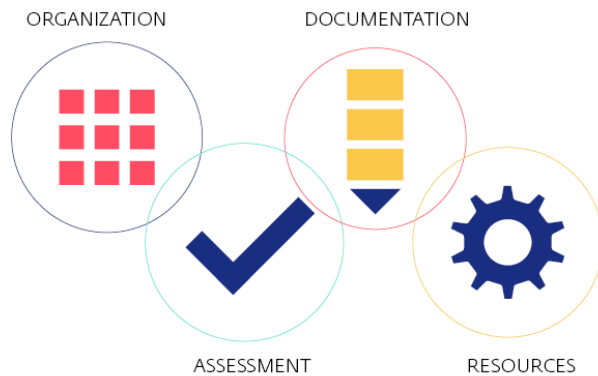 ORGANIZATION
DOCUMENTATION
ASSESSMENT
RESOURCES